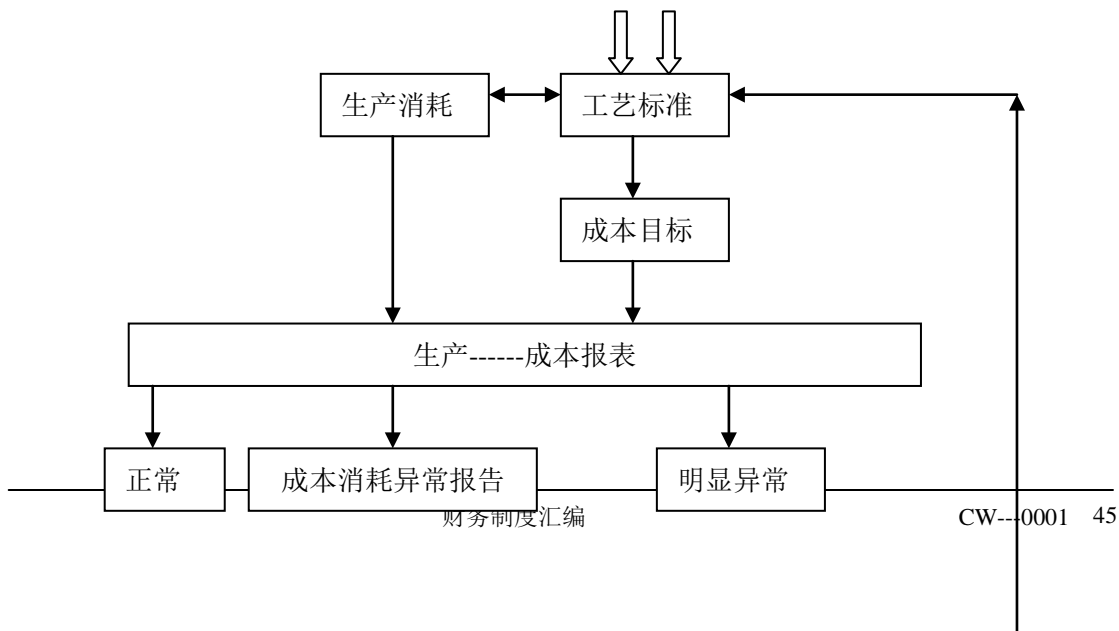 生产消耗 工艺标准
成本目标
生产------成本报表
正常 成本消耗异常报告 明显异常
财务制度汇编 CW---0001 45